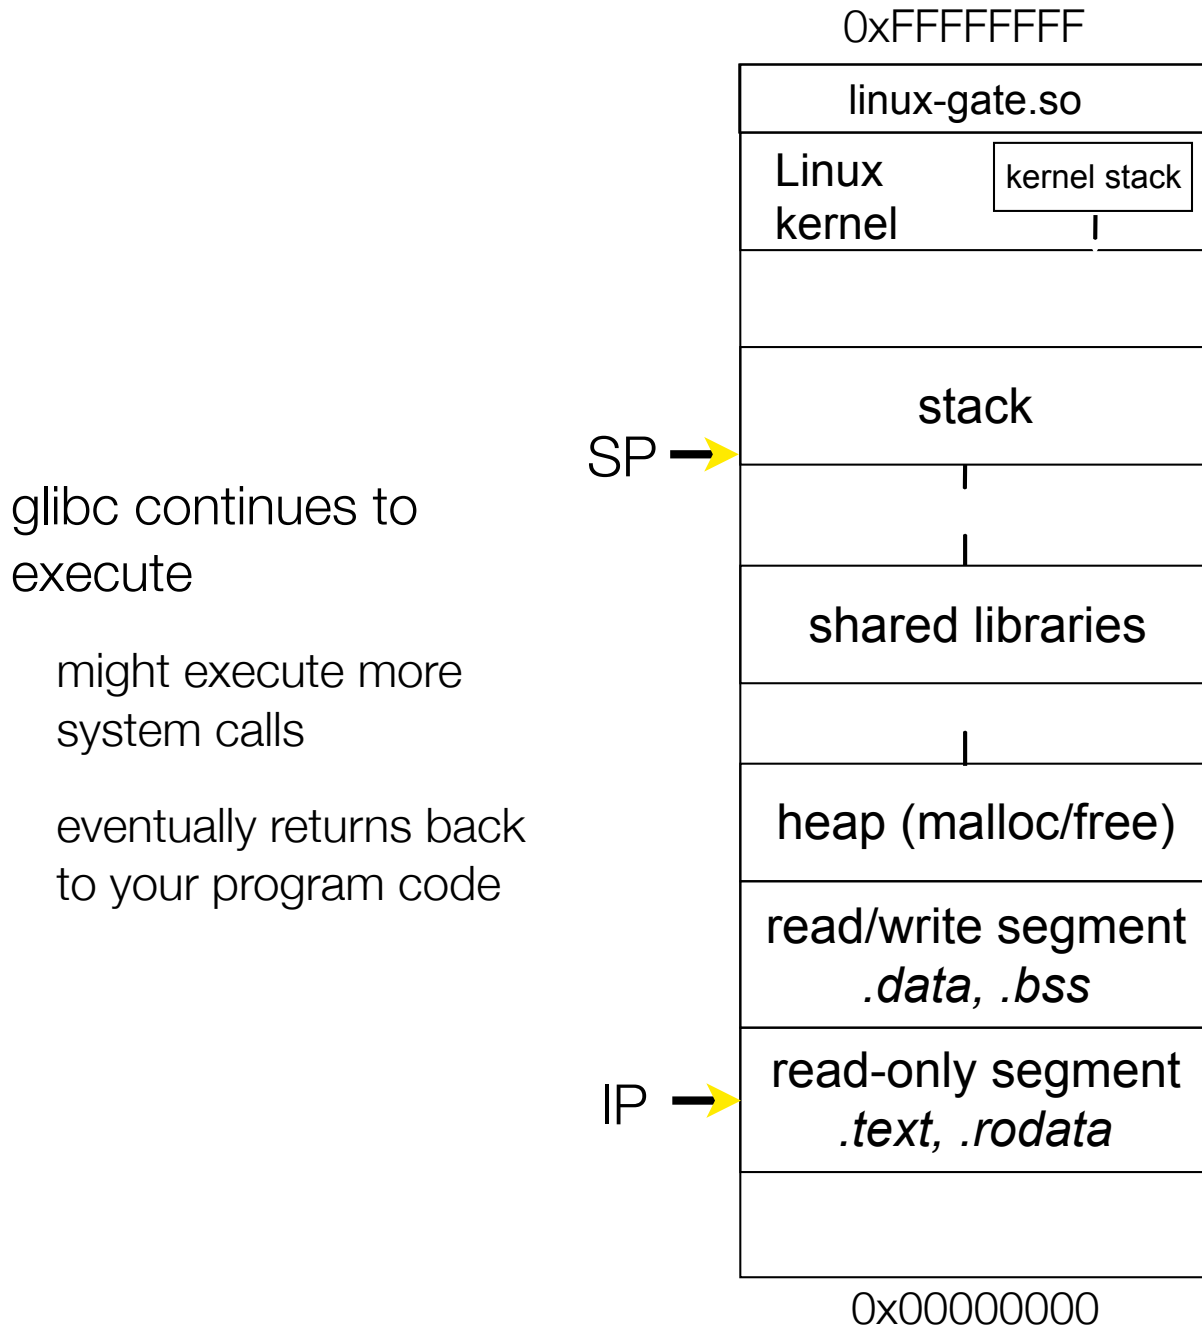 0xFFFFFFFF
linux-gate.so
Linux
kernel
kernel stack
stack
SP
glibc continues to
execute
shared libraries
might execute more
system calls
heap (malloc/free)
eventually returns back
to your program code
read/write segment
.data, .bss
read-only segment
IP
.text, .rodata
0x00000000